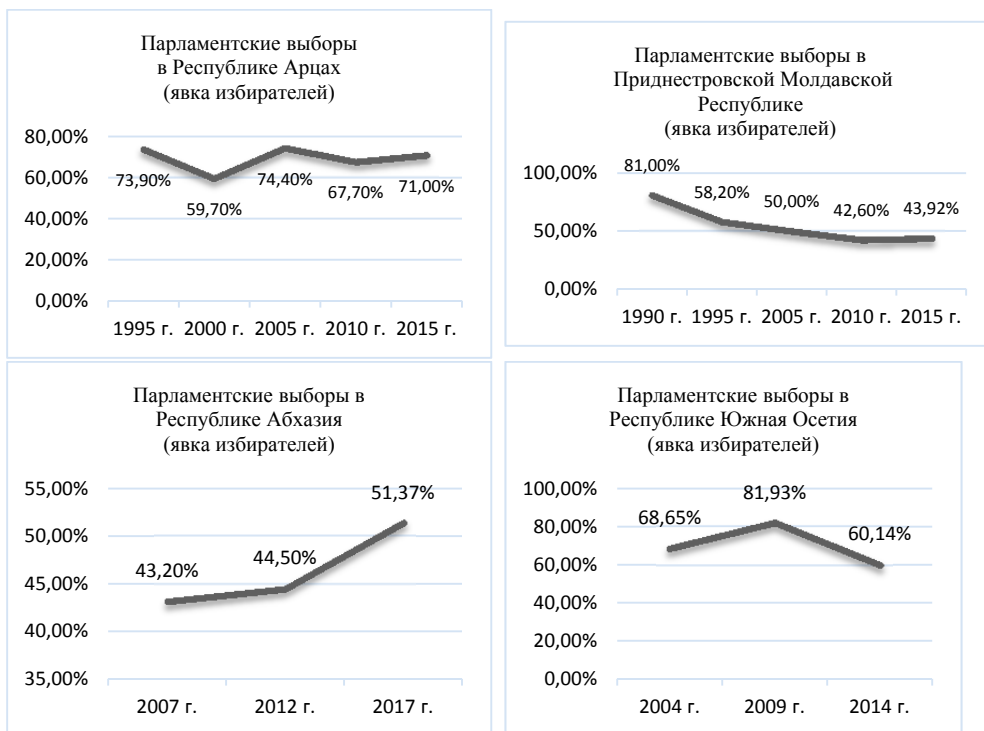 Парламентские выборы
в Республике Арцах
(явка избирателей)
80,00%
60,00%
40,00%
20,00%
0,00%
73,90%
59,70%
74,40%
67,70%
71,00%
1995 г. 2000 г. 2005 г. 2010 г. 2015 г.
Парламентские выборы в
Приднестровской Молдавской
Республике
(явка избирателей)
100,00%
50,00%
0,00%
81,00%
58,20%
50,00%
42,60%
43,92%
1990 г. 1995 г. 2005 г. 2010 г. 2015 г.
Парламентские выборы в
Республике Абхазия
(явка избирателей)
55,00%
50,00%
45,00%
40,00%
35,00%
43,20%
44,50%
51,37%
2007 г. 2012 г. 2017 г.
Парламентские выборы в
Республике Южная Осетия
(явка избирателей)
100,00%
80,00%
60,00%
40,00%
20,00%
0,00%
68,65%
81,93%
60,14%
2004 г. 2009 г. 2014 г.